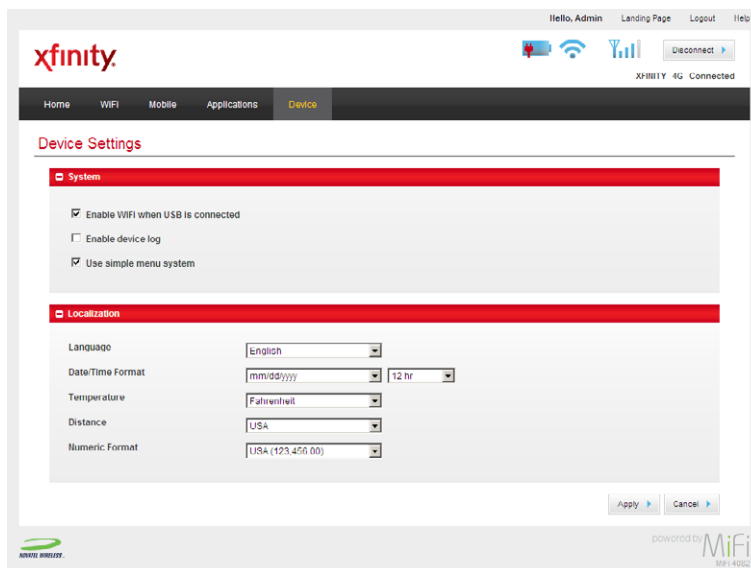 Hello, Admin Landing Page Logout Help
xfinity.
Disconnect
XFINITY 4G Connected
Home WiFi Mobile Applications Device
Device Settings
System
Enable WiFi when USB is connected
Enable device log
Use simple menu system
Localization
Language English
Date/Time Format mm/dd/yyyy 12 hr
Temperature Fahrenheit
Distance USA
Numeric Format USA (123,456.00)
Apply Cancel
NOVATEL WIRELESS.
powered by MiFi
MiFi 4082